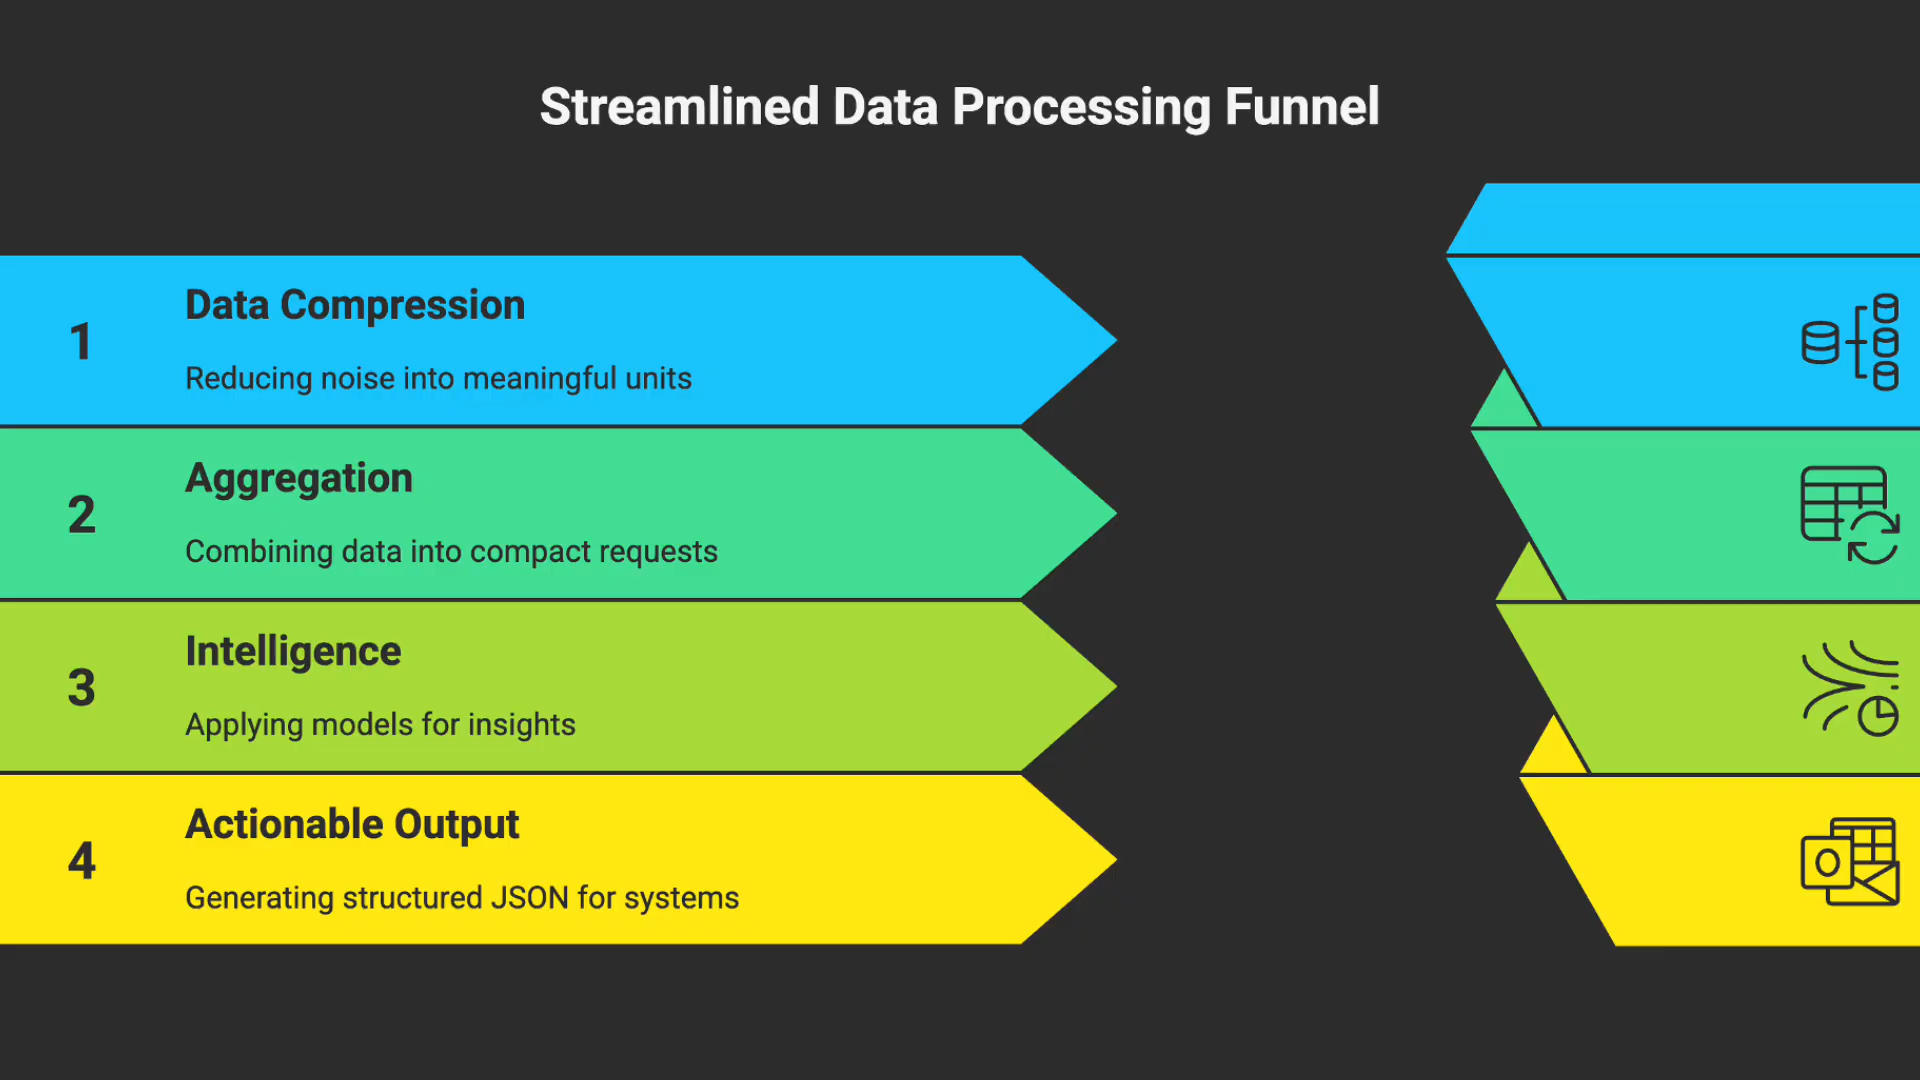 Streamlined Data Processing Funnel
1
Data Compression
Reducing noise into meaningful units
2
Aggregation
Combining data into compact requests
3
Intelligence
Applying models for insights
4
Actionable Output
Generating structured JSON for systems